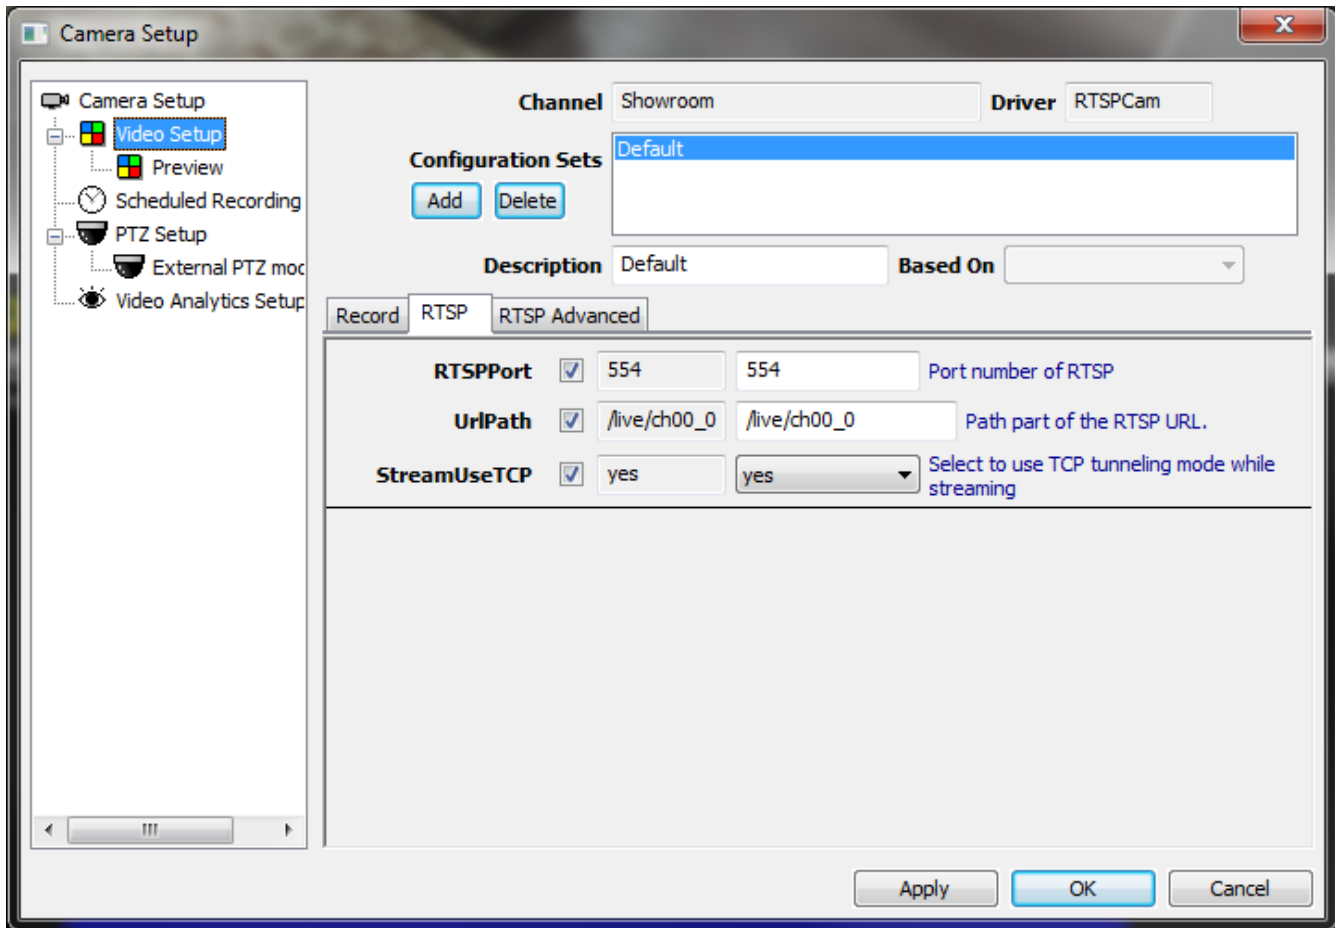 Camera Setup
Camera Setup
Video Setup
Preview
Scheduled Recording
PTZ Setup
External PTZ moc
Video Analytics Setup
Channel Showroom Driver RTSPCam
Configuration Sets Default
Add Delete
Description Default Based On
Record RTSP RTSP Advanced
RTSPPort 554 554 Port number of RTSP
UrlPath /live/ch00_0 /live/ch00_0 Path part of the RTSP URL.
StreamUseTCP yes yes Select to use TCP tunneling mode while
streaming
Apply OK Cancel